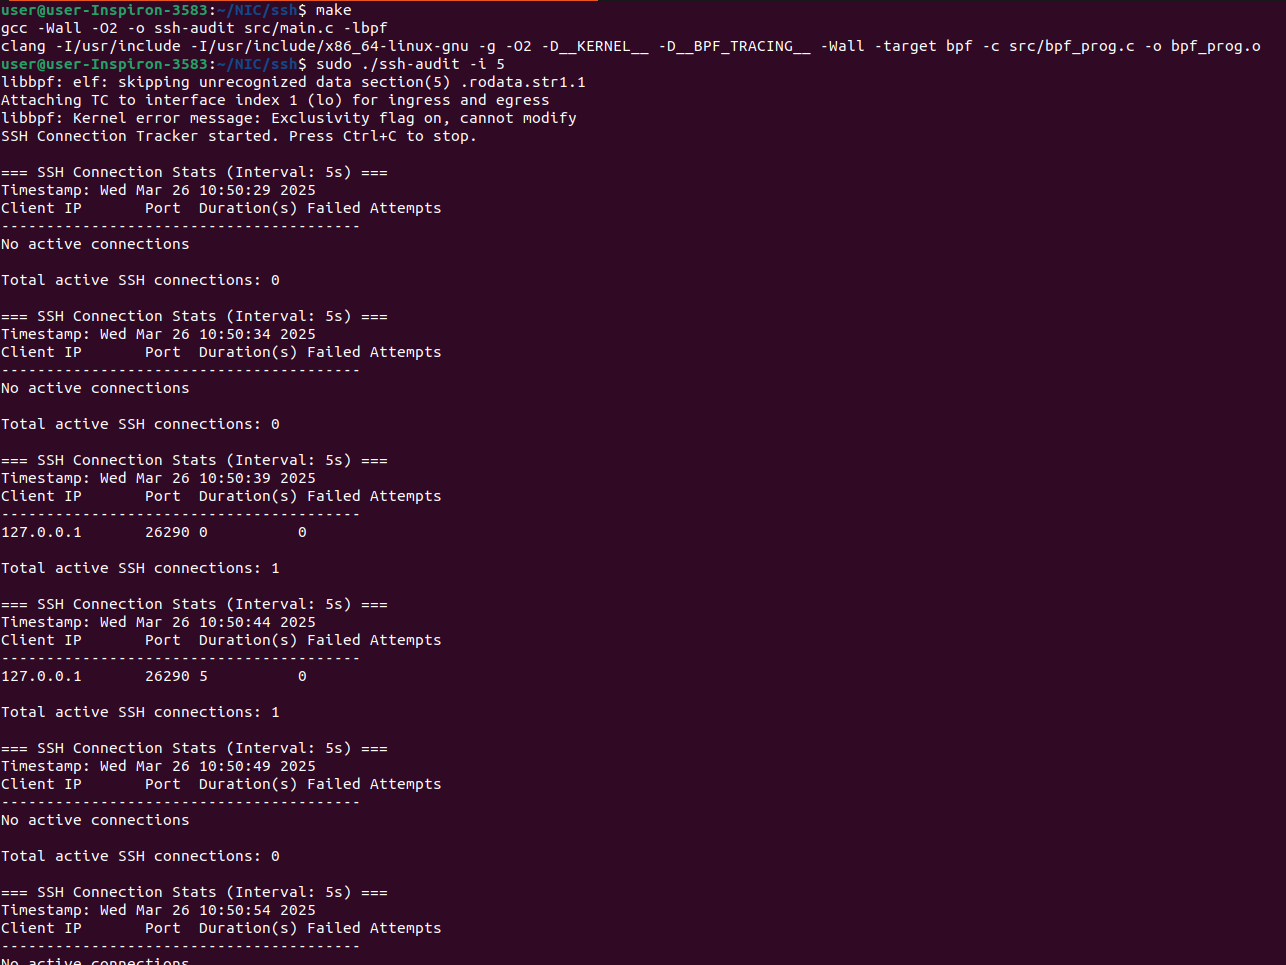 user@user-Inspiron-3583:~/NIC/ssh$ make
gcc -Wall -O2 -o ssh-audit src/main.c -lbpf
clang -I/usr/include -I/usr/include/x86_64-linux-gnu -g -O2 -D__KERNEL__ -D__BPF_TRACING__ -Wall -target bpf -c src/bpf_prog.c -o bpf_prog.o
user@user-Inspiron-3583:~/NIC/ssh$ sudo ./ssh-audit -i 5
libbpf: elf: skipping unrecognized data section(5) .rodata.str1.1
Attaching TC to interface index 1 (lo) for ingress and egress
libbpf: Kernel error message: Exclusivity flag on, cannot modify
SSH Connection Tracker started. Press Ctrl+C to stop.

=== SSH Connection Stats (Interval: 5s) ===
Timestamp: Wed Mar 26 10:50:29 2025
Client IP       Port  Duration(s) Failed Attempts
----------------------------------------
No active connections

Total active SSH connections: 0

=== SSH Connection Stats (Interval: 5s) ===
Timestamp: Wed Mar 26 10:50:34 2025
Client IP       Port  Duration(s) Failed Attempts
----------------------------------------
No active connections

Total active SSH connections: 0

=== SSH Connection Stats (Interval: 5s) ===
Timestamp: Wed Mar 26 10:50:39 2025
Client IP       Port  Duration(s) Failed Attempts
----------------------------------------
127.0.0.1       26290 0          0

Total active SSH connections: 1

=== SSH Connection Stats (Interval: 5s) ===
Timestamp: Wed Mar 26 10:50:44 2025
Client IP       Port  Duration(s) Failed Attempts
----------------------------------------
127.0.0.1       26290 5          0

Total active SSH connections: 1

=== SSH Connection Stats (Interval: 5s) ===
Timestamp: Wed Mar 26 10:50:49 2025
Client IP       Port  Duration(s) Failed Attempts
----------------------------------------
No active connections

Total active SSH connections: 0

=== SSH Connection Stats (Interval: 5s) ===
Timestamp: Wed Mar 26 10:50:54 2025
Client IP       Port  Duration(s) Failed Attempts
----------------------------------------
No active connections